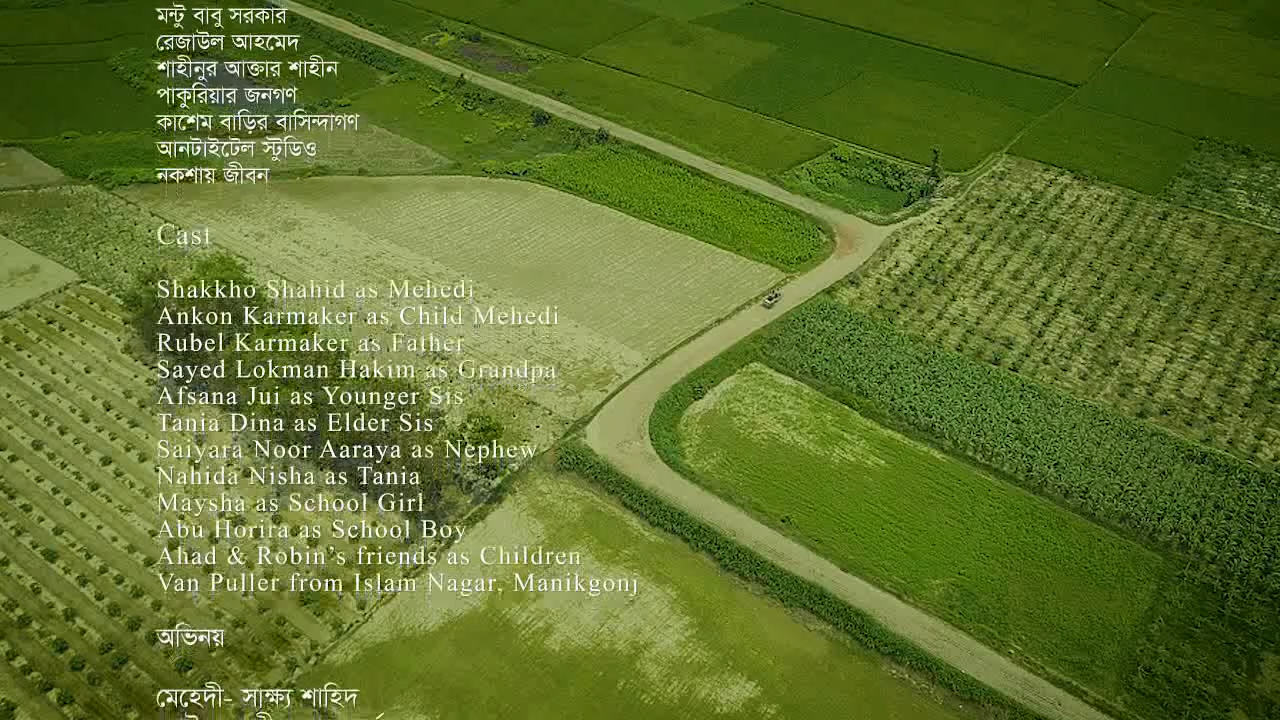 মন্টু বাবু সরকার
রেজাউল আহমেদ
শাহীনুর আক্তার শাহীন
পাকুরিয়ার জনগণ
কাশেম বাড়ির বাসিন্দাগণ
আনটাইটেল স্টুডিও
নকশায় জীবন
Cast
Shakkho Shahid as Mehedi
Ankon Karmaker as Child Mehedi
Rubel Karmaker as Father
Sayed Lokman Hakim as Grandpa
Afsana Jui as Younger Sis
Tania Dina as Elder Sis
Saiyara Noor Aaraya as Nephew
Nahida Nisha as Tania
Maysha as School Girl
Abu Horira as School Boy
Ahad & Robin's friends as Children
Van Puller from Islam Nagar, Manikgonj
অভিনয়
মেহেদী- সাক্ষ্য শাহিদ